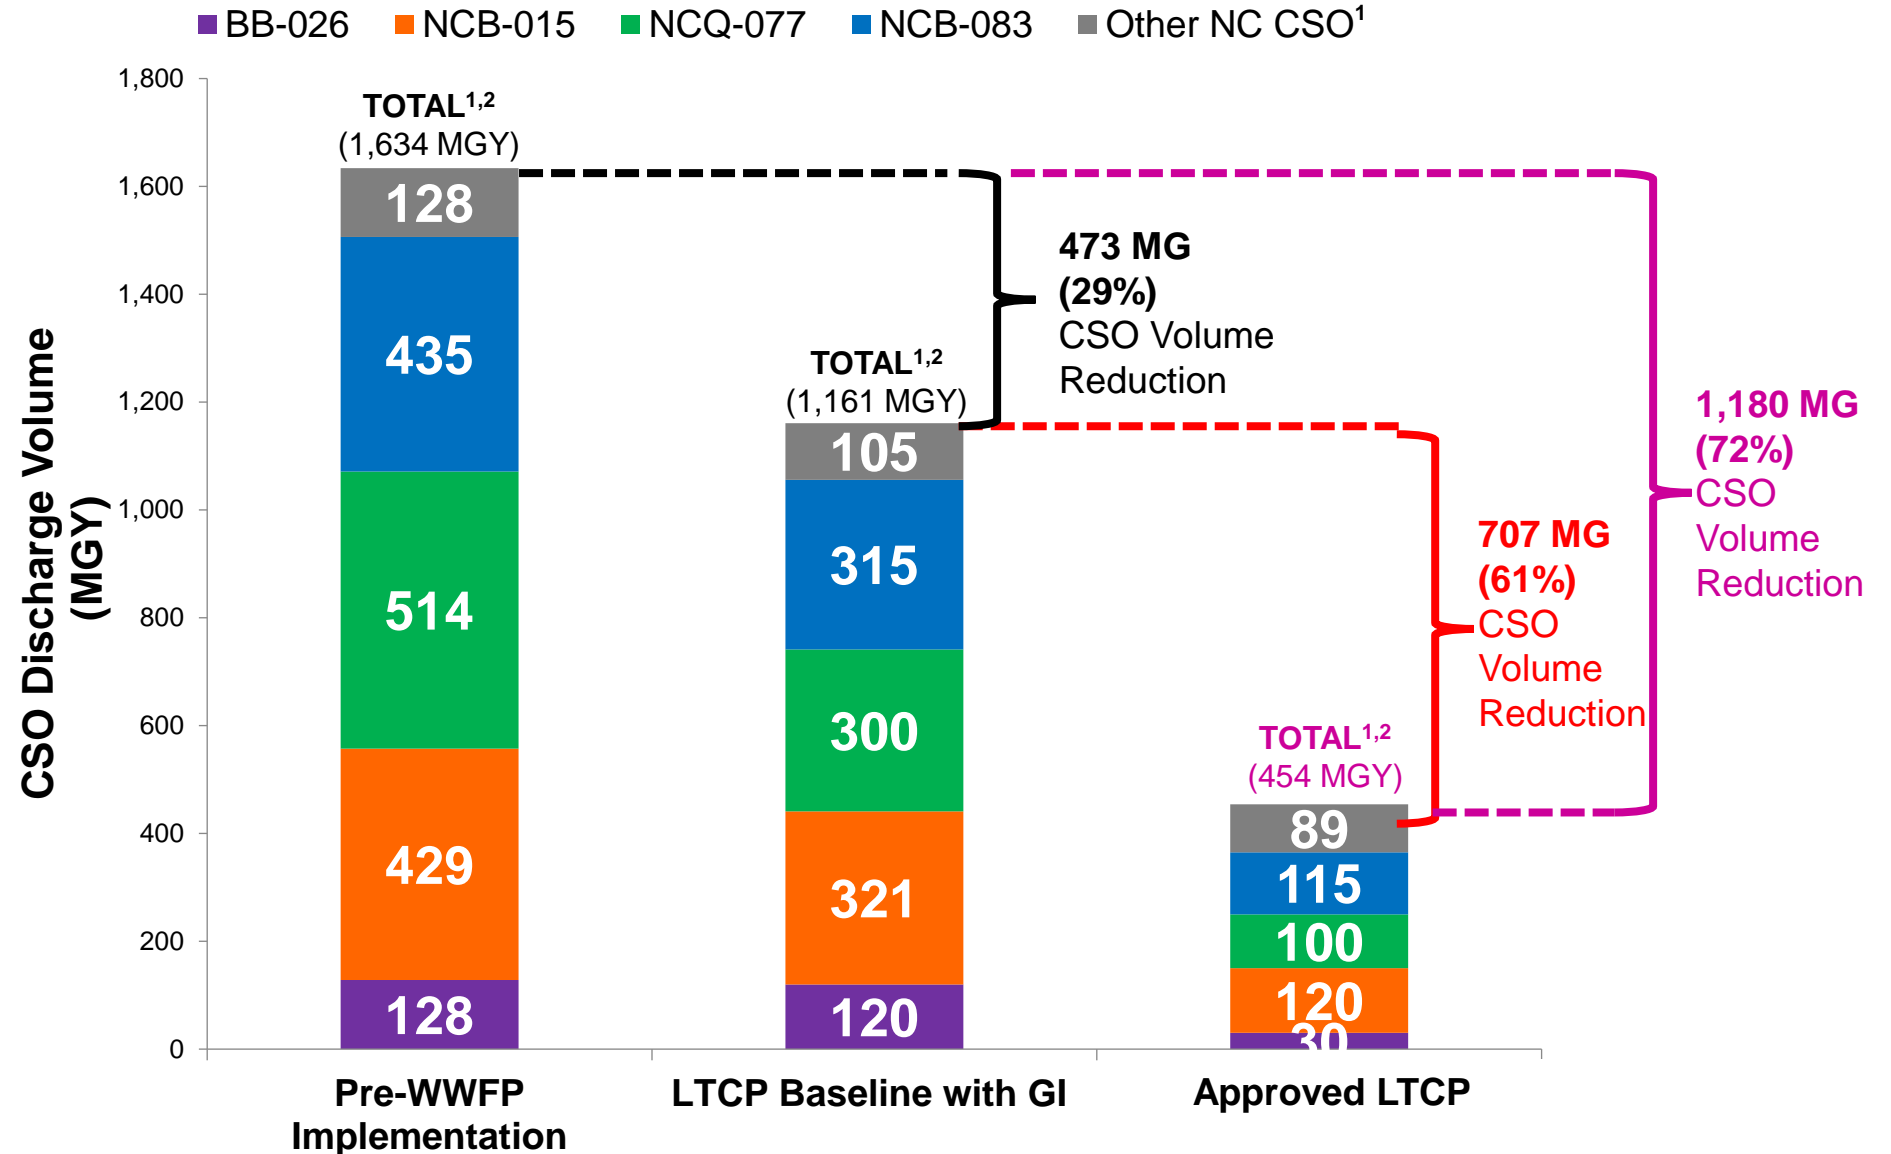 BB-026 NCB-015 NCQ-077 NCB-083 Other NC CSO¹
CSO Discharge Volume
(MGY)
1,800
1,600
1,400
1,200
1,000
800
600
400
200
0
TOTAL¹,²
(1,634 MGY)
128
435
514
429
128
TOTAL¹,²
(1,161 MGY)
105
315
300
321
120
TOTAL¹,²
(454 MGY)
89
115
100
120
30
473 MG
(29%)
CSO Volume
Reduction
707 MG
(61%)
CSO
Volume
Reduction
1,180 MG
(72%)
CSO
Volume
Reduction
Pre-WWFP
Implementation
LTCP Baseline with GI
Approved LTCP